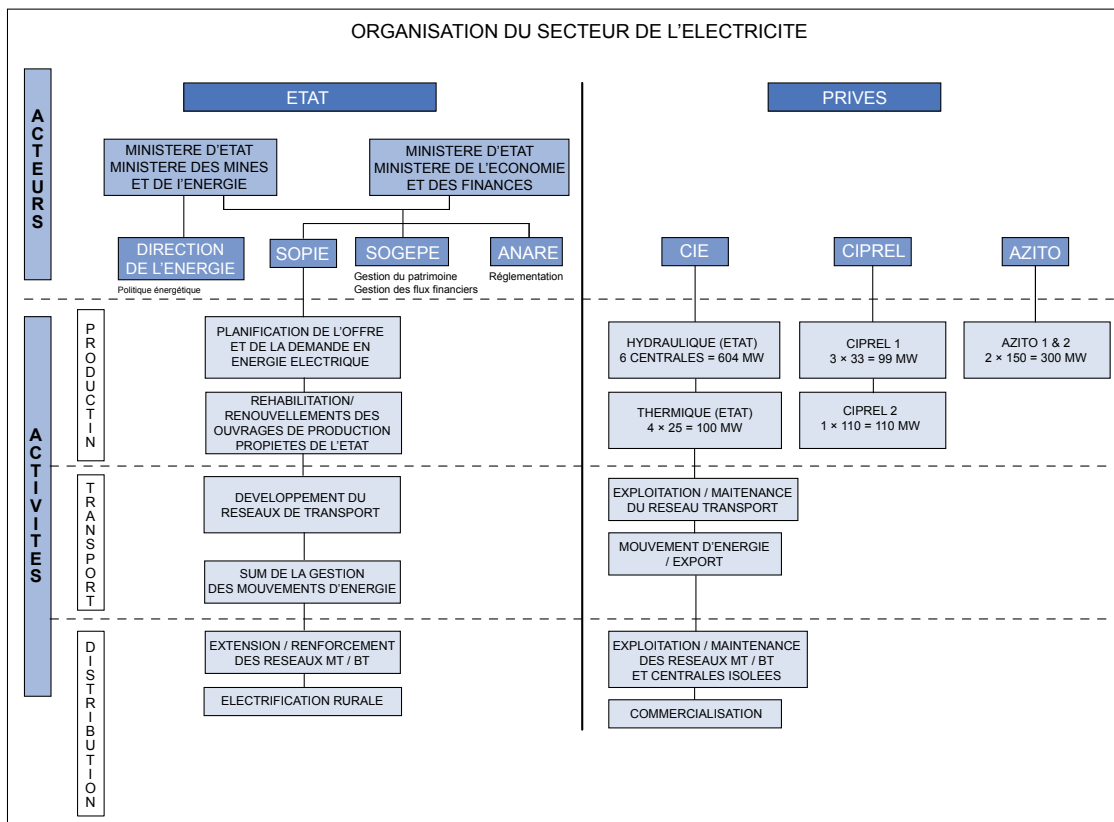 ORGANISATION DU SECTEUR DE L'ELECTRICITE
ACTEURS
ETAT
PRIVES
MINISTERE D'ETAT
MINISTERE DES MINES
ET DE l'ENERGIE
MINISTERE D'ETAT
MINISTERE DE L'ECONOMIE
ET DES FINANCES
DIRECTION
DE L'ENERGIE
Politique énergétique
SOPIE
SOGEPE
Gestion du patrimoine
Gestion des flux financiers
ANARE
Réglementation
CIE
CIPREL
AZITO
ACTIVITES
PRODUCTIN
PLANIFICATION DE L'OFFRE
ET DE LA DEMANDE EN
ENERGIE ELECTRIQUE
REHABILITATION/
RENOUVELLEMENTS DES
OUVRAGES DE PRODUCTION
PROPIETES DE L'ETAT
HYDRAULIQUE (ETAT)
6 CENTRALES = 604 MW
THERMIQUE (ETAT)
4 × 25 = 100 MW
CIPREL 1
3 × 33 = 99 MW
CIPREL 2
1 × 110 = 110 MW
AZITO 1 & 2
2 × 150 = 300 MW
TRANSPORT
DEVELOPPEMENT DU
RESEAUX DE TRANSPORT
SUM DE LA GESTION
DES MOUVEMENTS D'ENERGIE
EXPLOITATION / MAITENANCE
DU RESEAU TRANSPORT
MOUVEMENT D'ENERGIE
/ EXPORT
DISTRIBUTION
EXTENSION / RENFORCEMENT
DES RESEAUX MT / BT
ELECTRIFICATION RURALE
EXPLOITATION / MAINTENANCE
DES RESEAUX MT / BT
ET CENTRALES ISOLEES
COMMERCIALISATION